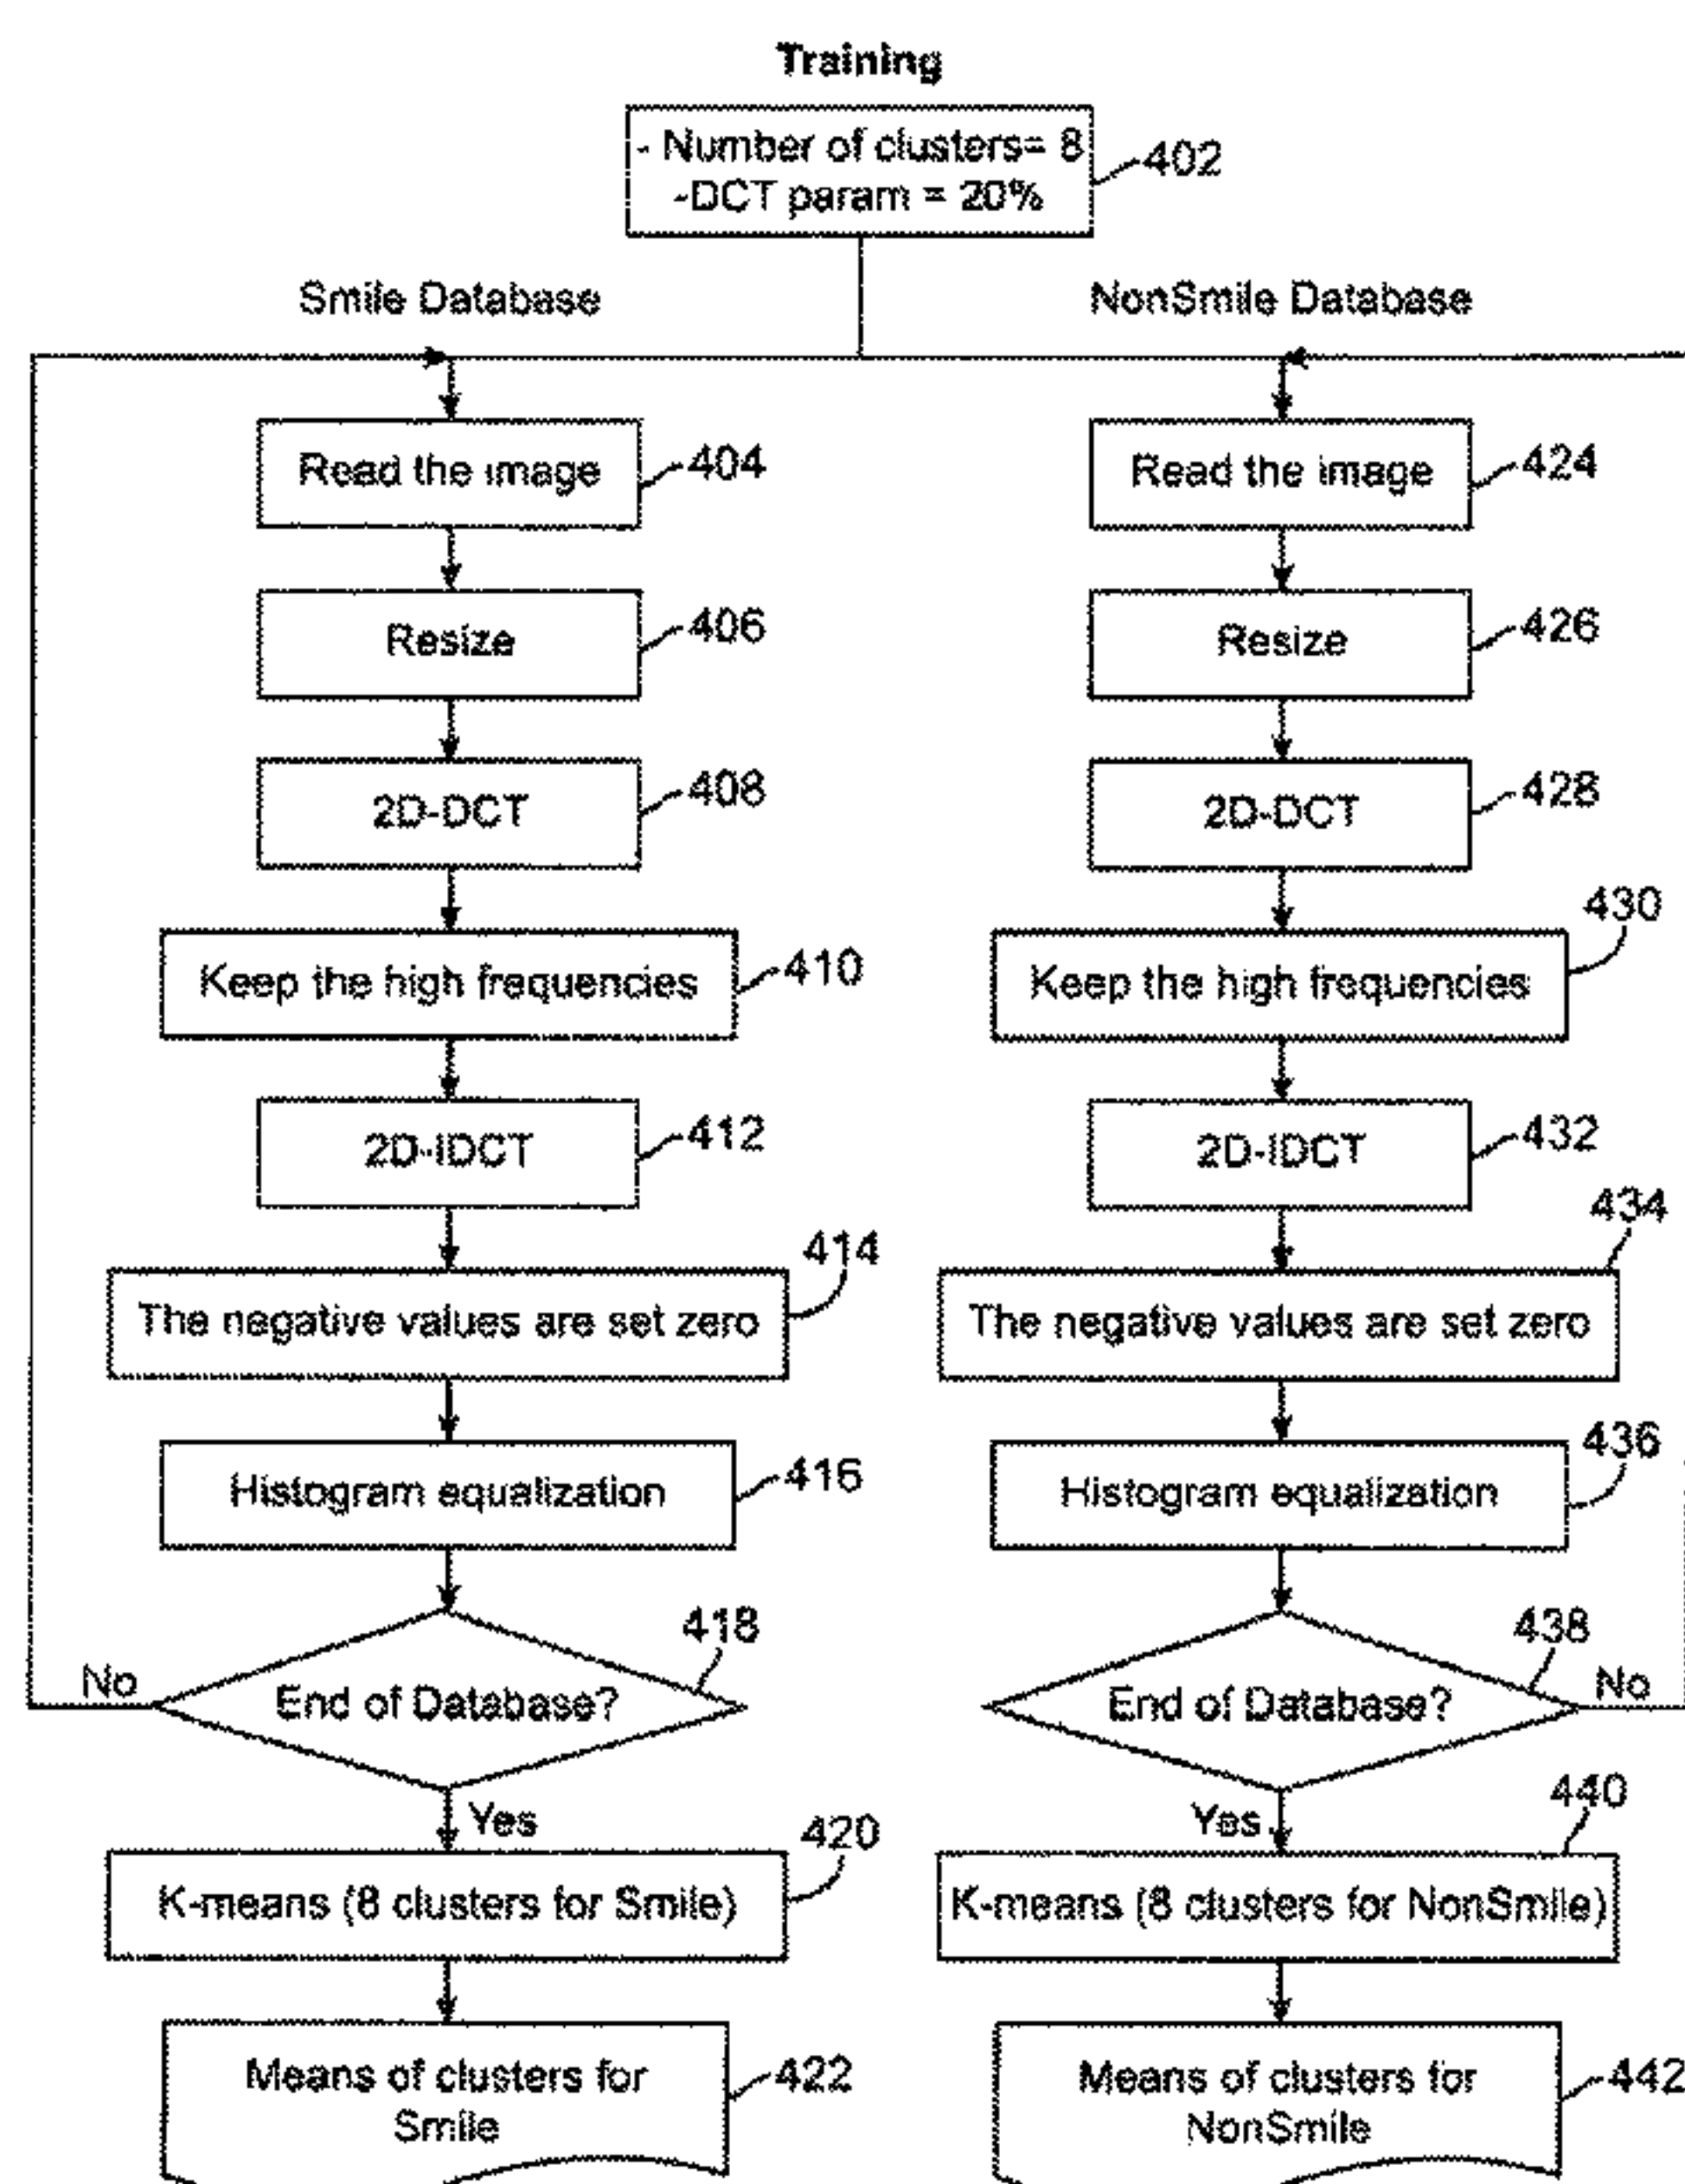 Training
- Number of clusters= 8
-DCT param = 20%
402
Smile Database
NonSmile Database
Read the image
404
Read the image
424
Resize
406
Resize
426
2D-DCT
408
2D-DCT
428
Keep the high frequencies
410
Keep the high frequencies
430
2D-IDCT
412
2D-IDCT
432
The negative values are set zero
414
The negative values are set zero
434
Histogram equalization
416
Histogram equalization
436
End of Database?
418
No
Yes
End of Database?
438
No
Yes
K-means (8 clusters for Smile)
420
K-means (8 clusters for NonSmile)
440
Means of clusters for
Smile
422
Means of clusters for
NonSmile
442